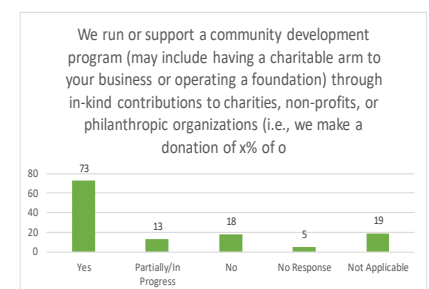 We run or support a community development
program (may include having a charitable arm to
your business or operating a foundation) through
in-kind contributions to charities, non-profits, or
philanthropic organizations (i.e., we make a
donation of x% of o
80
60
40
20
0
73
13
18
5
19
Yes
Partially/In
Progress
No
No Response
Not Applicable